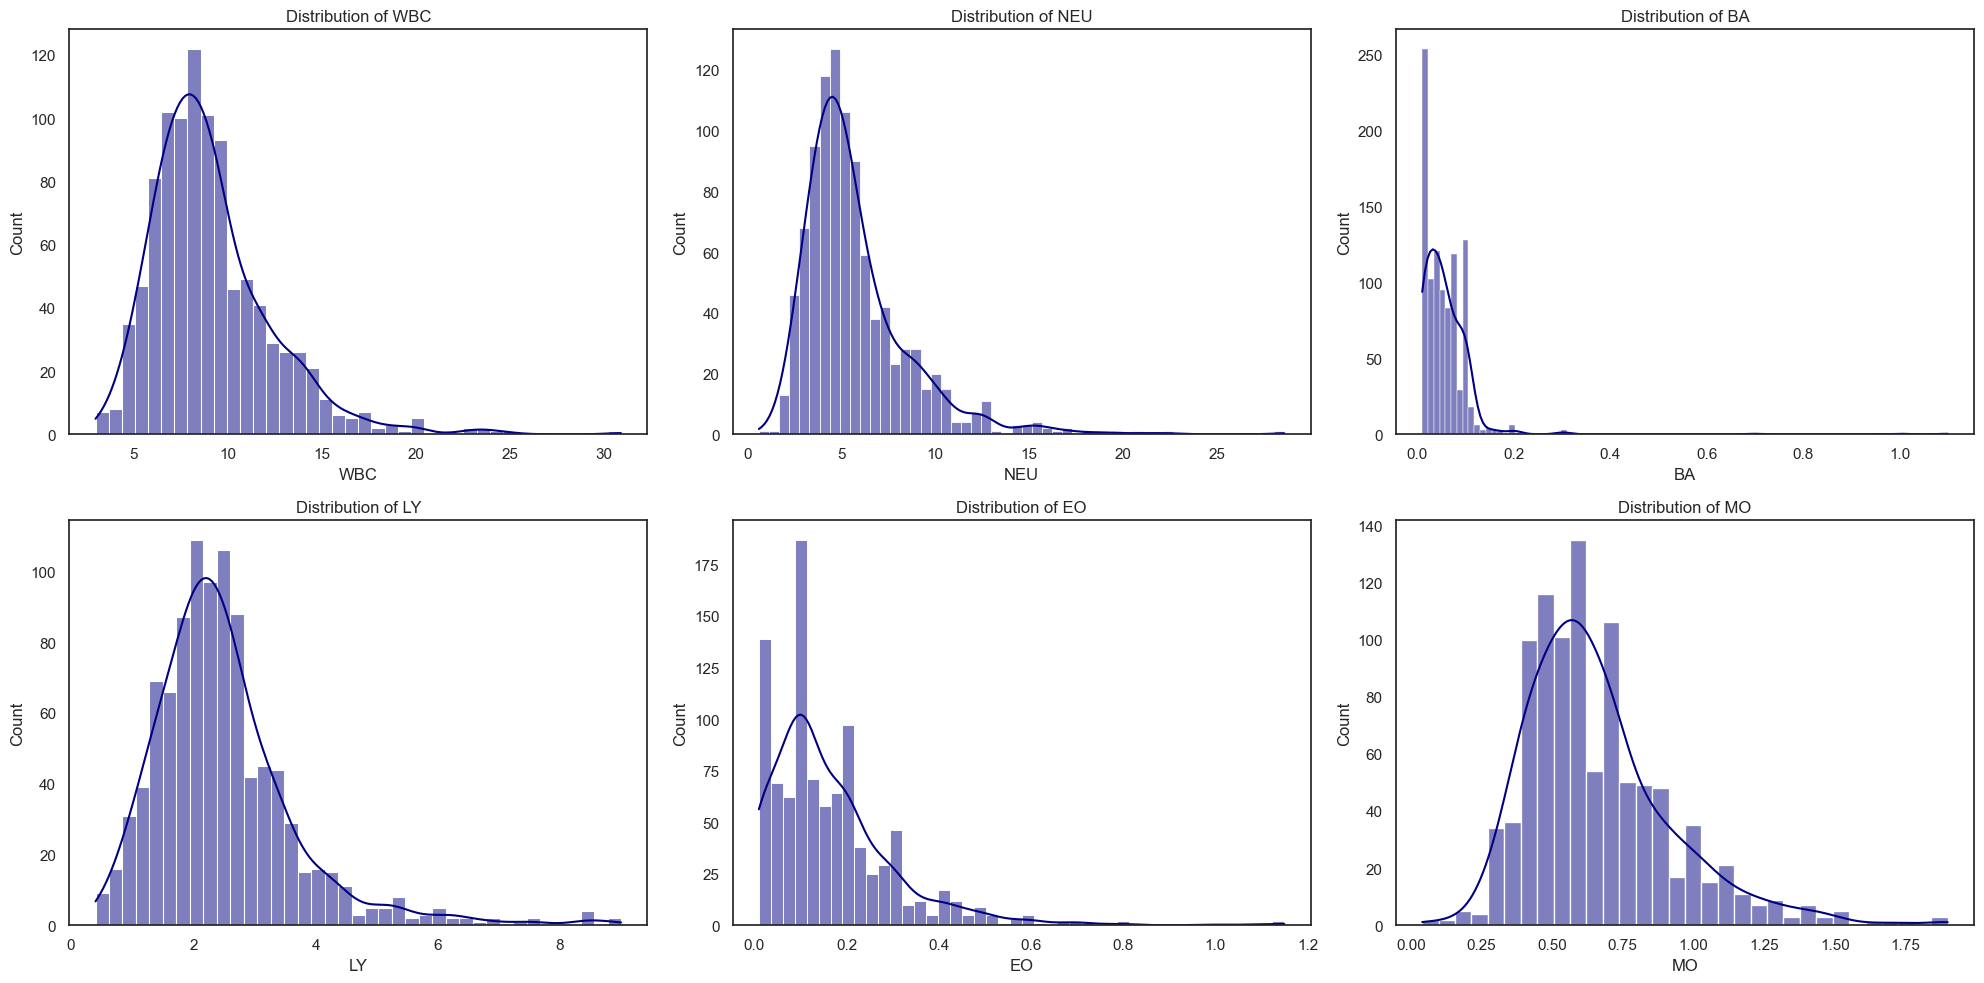 Distribution of WBC
120
100
80
60
40
20
0
Count
5 10 15 20 25 30
WBC
Distribution of NEU
120
100
80
60
40
20
0
Count
0 5 10 15 20 25
NEU
Distribution of BA
250
200
150
100
50
0
Count
0.0 0.2 0.4 0.6 0.8 1.0
BA
Distribution of LY
100
80
60
40
20
0
Count
0 2 4 6 8
LY
Distribution of EO
175
150
125
100
75
50
25
0
Count
0.0 0.2 0.4 0.6 0.8 1.0 1.2
EO
Distribution of MO
140
120
100
80
60
40
20
0
Count
0.00 0.25 0.50 0.75 1.00 1.25 1.50 1.75
MO